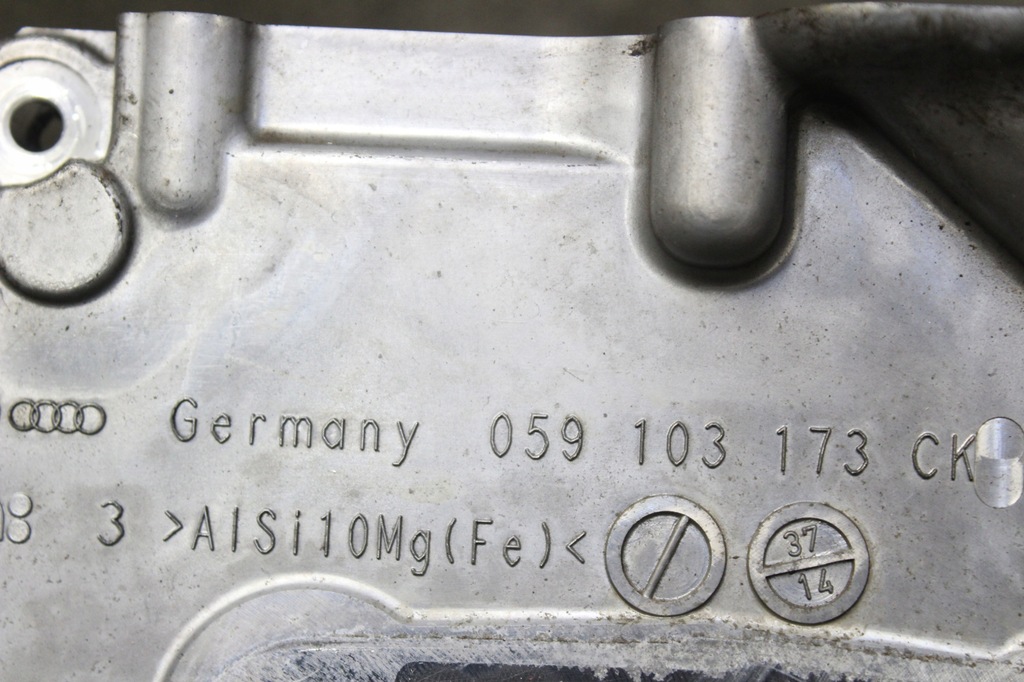 Germany 059 103 173 CK
3 >AlSi10Mg(Fe)<
37
14